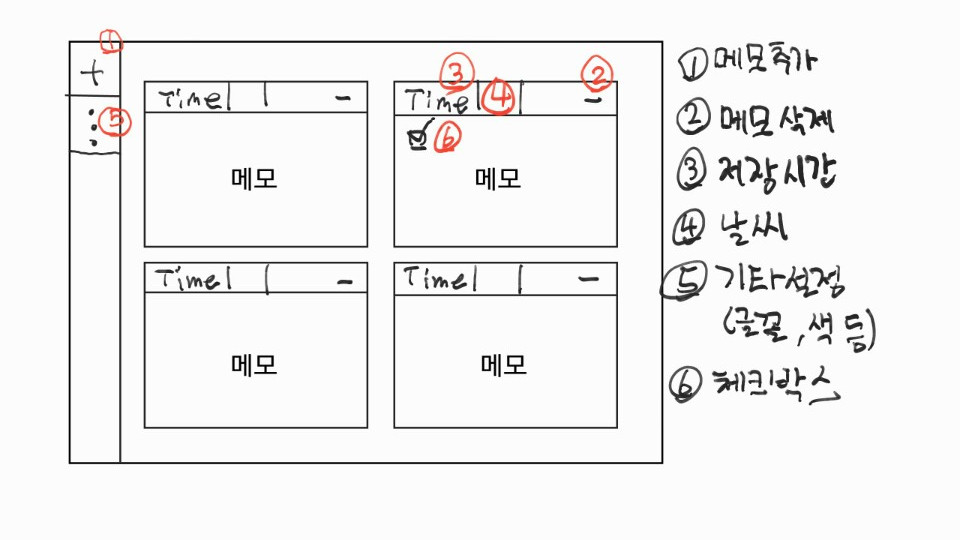 ①
+
⑤
Time
-
메모
③
Time
④
②
-
⑥
메모
Time
-
메모
Time
-
메모
① 메모추가
② 메모삭제
③ 저장시간
④ 날씨
⑤ 기타설정
(글꼴, 색 등)
⑥ 체크박스